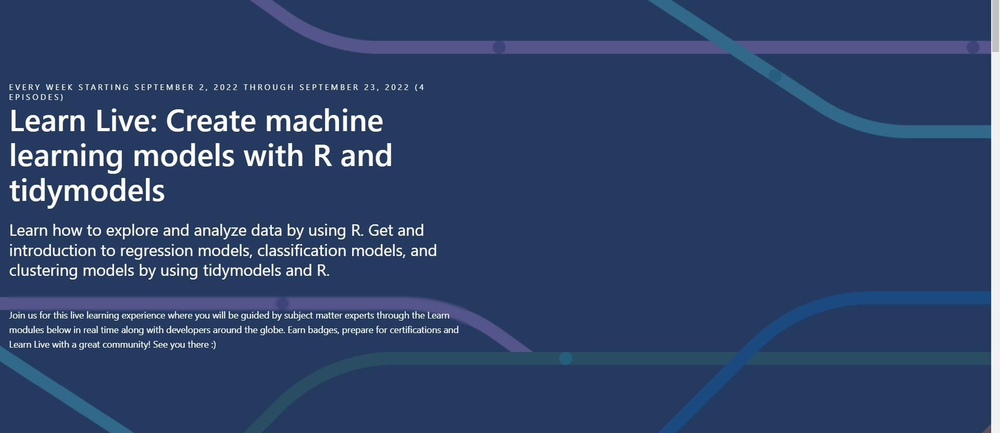 EVERY WEEK STARTING SEPTEMBER 2, 2022 THROUGH SEPTEMBER 23, 2022 (4
EPISODES)
Learn Live: Create machine
learning models with R and
tidymodels
Learn how to explore and analyze data by using R. Get and
introduction to regression models, classification models, and
clustering models by using tidymodels and R.
Join us for this live learning experience where you will be guided by subject matter experts through the Learn
modules below in real time along with developers around the globe. Earn badges, prepare for certifications and
Learn Live with a great community! See you there :)